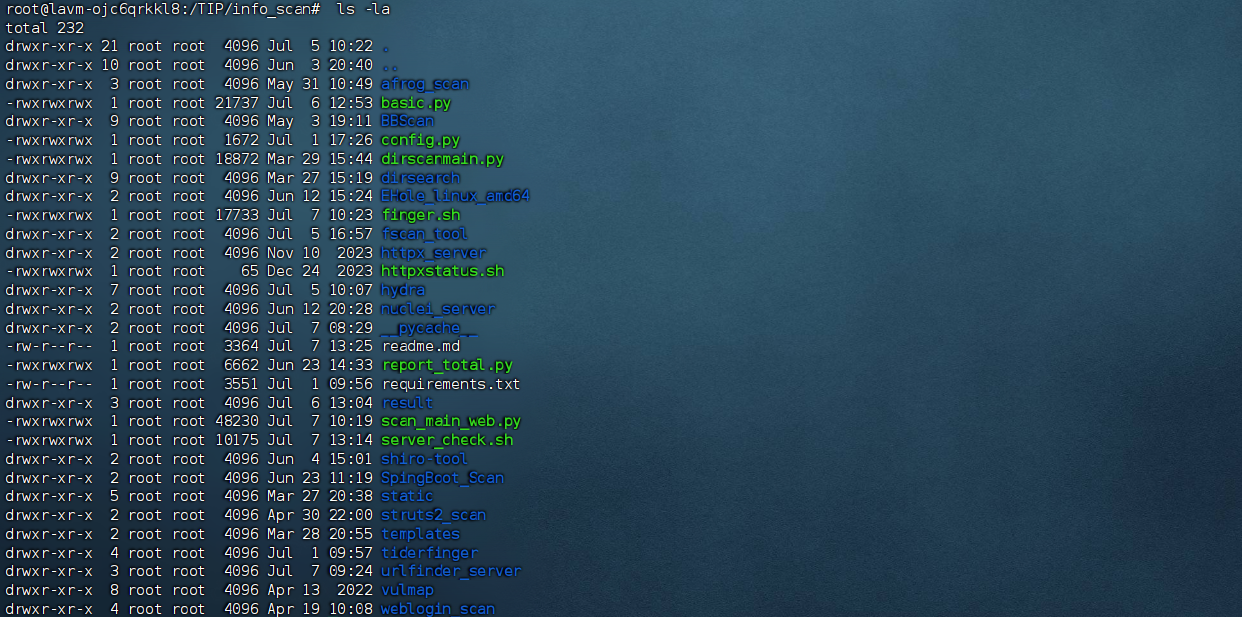 root@lavm-ojc6qrkkl8:/TIP/info_scan#  ls -la
total 232
drwxr-xr-x 21 root root  4096 Jul  5 10:22 .
drwxr-xr-x 10 root root  4096 Jun  3 20:40 ..
drwxr-xr-x  3 root root  4096 May 31 10:49 afrog_scan
-rwxrwxrwx  1 root root 21737 Jul  6 12:53 basic.py
drwxr-xr-x  9 root root  4096 May  3 19:11 BBScan
-rwxrwxrwx  1 root root  1672 Jul  1 17:26 config.py
-rwxrwxrwx  1 root root 18872 Mar 29 15:44 dirscanmain.py
drwxr-xr-x  9 root root  4096 Mar 27 15:19 dirsearch
drwxr-xr-x  2 root root  4096 Jun 12 15:24 EHole_linux_amd64
-rwxrwxrwx  1 root root 17733 Jul  7 10:23 finger.sh
drwxr-xr-x  2 root root  4096 Jul  5 16:57 fscan_tool
drwxr-xr-x  2 root root  4096 Nov 10  2023 httpx_server
-rwxrwxrwx  1 root root    65 Dec 24  2023 httpxstatus.sh
drwxr-xr-x  7 root root  4096 Jul  5 10:07 hydra
drwxr-xr-x  2 root root  4096 Jun 12 20:28 nuclei_server
drwxr-xr-x  2 root root  4096 Jul  7 08:29 __pycache__
-rw-r--r--  1 root root  3364 Jul  7 13:25 readme.md
-rwxrwxrwx  1 root root  6662 Jun 23 14:33 report_total.py
-rw-r--r--  1 root root  3551 Jul  1 09:56 requirements.txt
drwxr-xr-x  3 root root  4096 Jul  6 13:04 result
-rwxrwxrwx  1 root root 48230 Jul  7 10:19 scan_main_web.py
-rwxrwxrwx  1 root root 10175 Jul  7 13:14 server_check.sh
drwxr-xr-x  2 root root  4096 Jun  4 15:01 shiro-tool
drwxr-xr-x  2 root root  4096 Jun 23 11:19 SpingBoot_Scan
drwxr-xr-x  5 root root  4096 Mar 27 20:38 static
drwxr-xr-x  2 root root  4096 Apr 30 22:00 struts2_scan
drwxr-xr-x  2 root root  4096 Mar 28 20:55 templates
drwxr-xr-x  4 root root  4096 Jul  1 09:57 tiderfinger
drwxr-xr-x  3 root root  4096 Jul  7 09:24 urlfinder_server
drwxr-xr-x  8 root root  4096 Apr 13  2022 vulmap
drwxr-xr-x  4 root root  4096 Apr 19 10:08 weblogin_scan